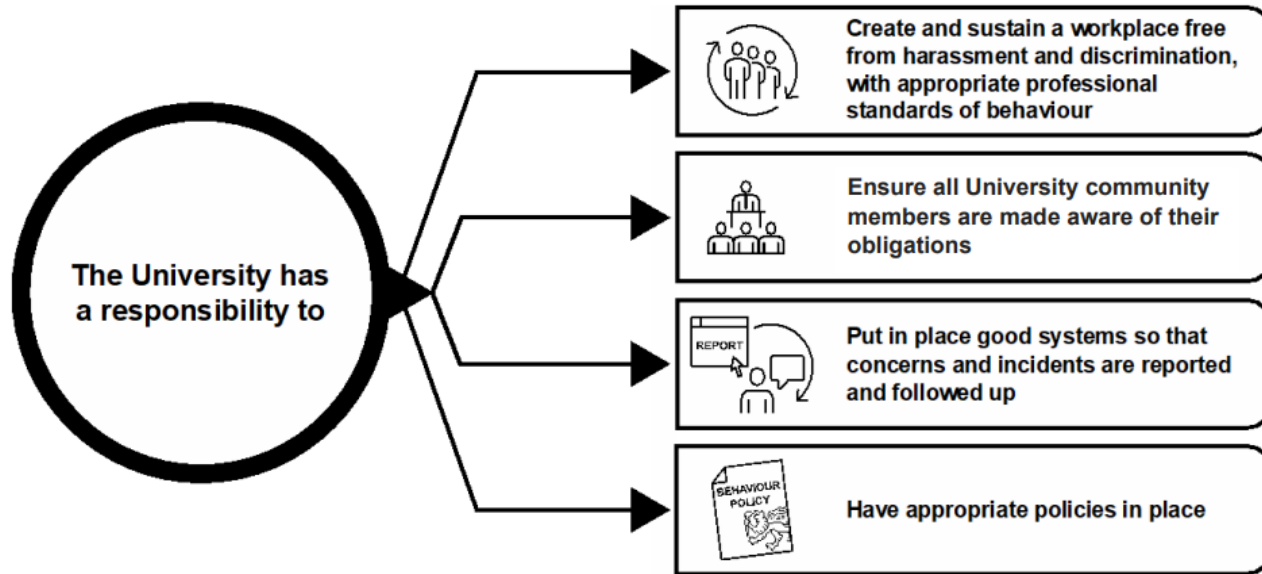 The University has
a responsibility to
Create and sustain a workplace free
from harassment and discrimination,
with appropriate professional
standards of behaviour
Ensure all University community
members are made aware of their
obligations
REPORT
Put in place good systems so that
concerns and incidents are reported
and followed up
BEHAVIOUR
POLICY
Have appropriate policies in place